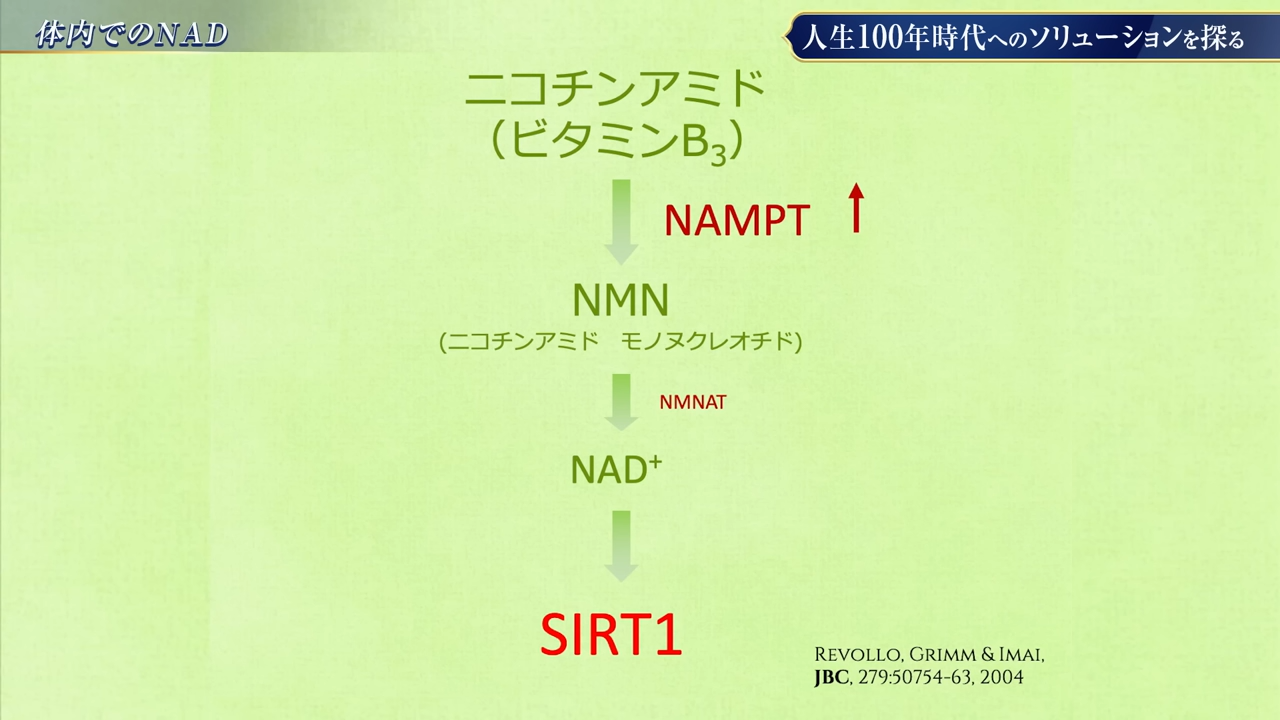 体内でのNAD
人生100年時代へのソリューションを探る
ニコチンアミド
（ビタミンB₃）
NAMPT
NMN
(ニコチンアミド　モノヌクレオチド)
NMNAT
NAD⁺
SIRT1
Revollo, Grimm & Imai,
JBC, 279:50754-63, 2004